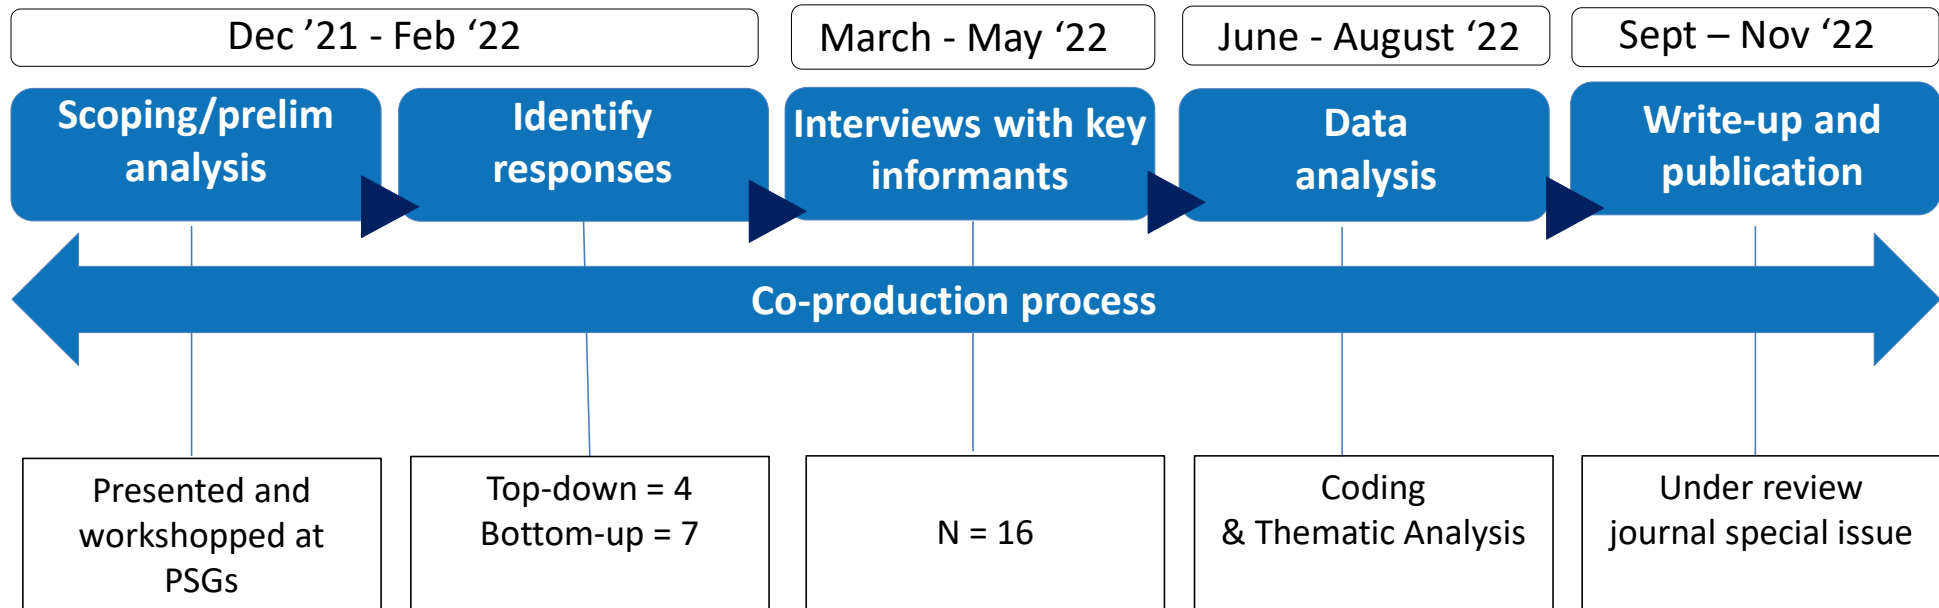 Dec ’21 - Feb ‘22
March - May ‘22
June - August ‘22
Sept – Nov ‘22
Scoping/prelim
analysis
Identify
responses
Interviews with key
informants
Data
analysis
Write-up and
publication
Co-production process
Presented and
workshopped at
PSGs
Top-down = 4
Bottom-up = 7
N = 16
Coding
& Thematic Analysis
Under review
journal special issue